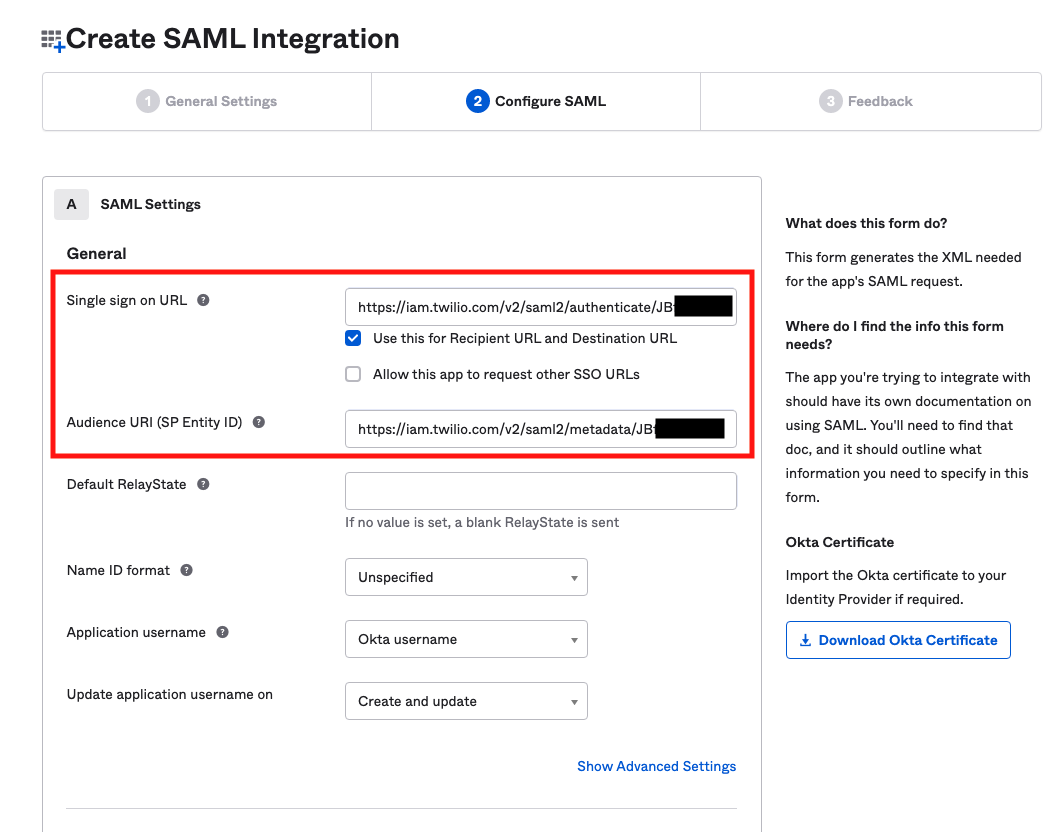 Create SAML Integration
1 General Settings
2 Configure SAML
3 Feedback
A SAML Settings
General
Single sign on URL ?
https://iam.twilio.com/v2/saml2/authenticate/JB
Use this for Recipient URL and Destination URL
Allow this app to request other SSO URLs
Audience URI (SP Entity ID) ?
https://iam.twilio.com/v2/saml2/metadata/JB
Default RelayState ?
If no value is set, a blank RelayState is sent
Name ID format ?
Unspecified
Application username ?
Okta username
Update application username on
Create and update
Show Advanced Settings
What does this form do?
This form generates the XML needed
for the app's SAML request.
Where do I find the info this form
needs?
The app you're trying to integrate with
should have its own documentation on
using SAML. You'll need to find that
doc, and it should outline what
information you need to specify in this
form.
Okta Certificate
Import the Okta certificate to your
Identity Provider if required.
Download Okta Certificate